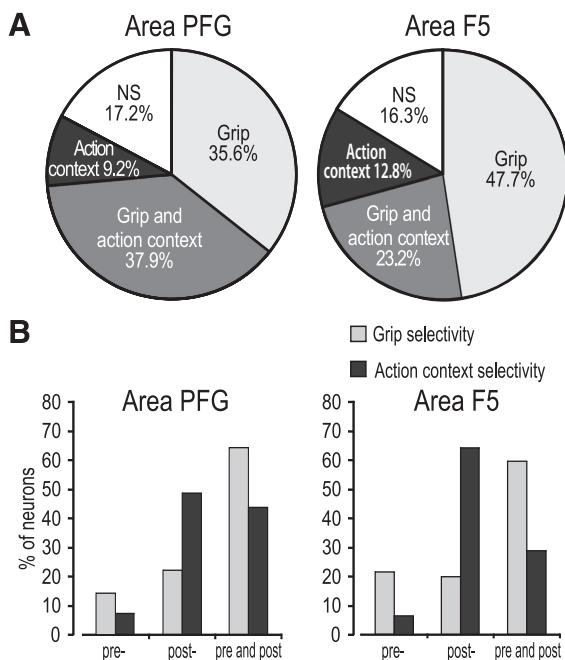 A
Area PFG
Area F5
NS
17.2%
Grip
35.6%
Action
context 9.2%
Grip and
action context
37.9%
NS
16.3%
Grip
47.7%
Action
context 12.8%
Grip and
action context
23.2%
B
Grip selectivity
Action context selectivity
Area PFG
Area F5
% of neurons
80
70
60
50
40
30
20
10
0
pre-
post-
pre and post
80
70
60
50
40
30
20
10
0
pre-
post-
pre and post